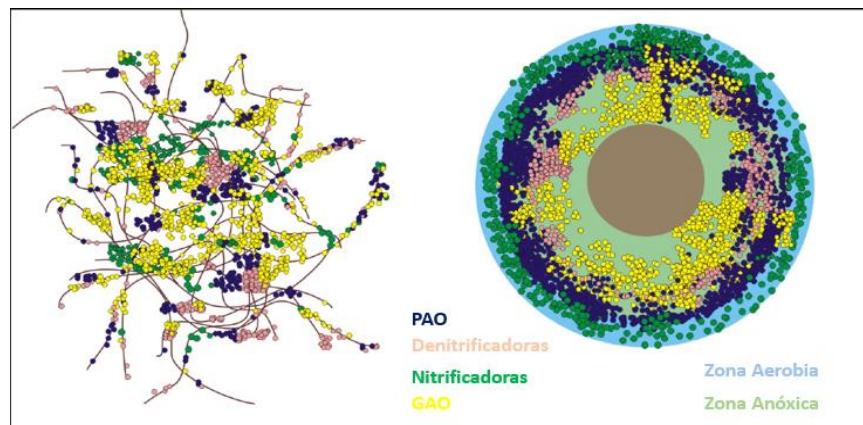 PAO
Denitrificadoras
Nitrificadoras
GAO
Zona Aerobia
Zona Anóxica